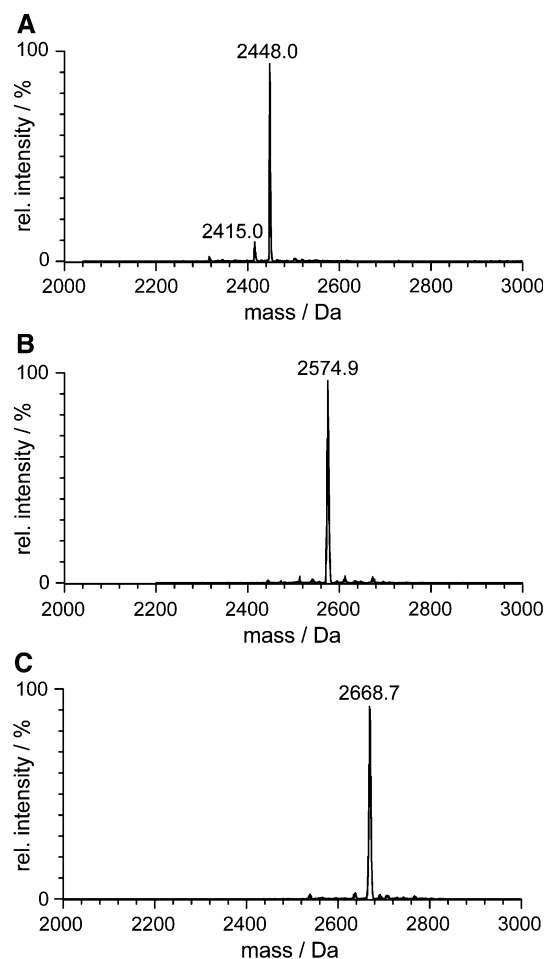 A
100
2448.0
rel. intensity / %
2415.0
0
2000 2200 2400 2600 2800 3000
mass / Da
B
100
2574.9
rel. intensity / %
0
2000 2200 2400 2600 2800 3000
mass / Da
C
100
2668.7
rel. intensity / %
0
2000 2200 2400 2600 2800 3000
mass / Da